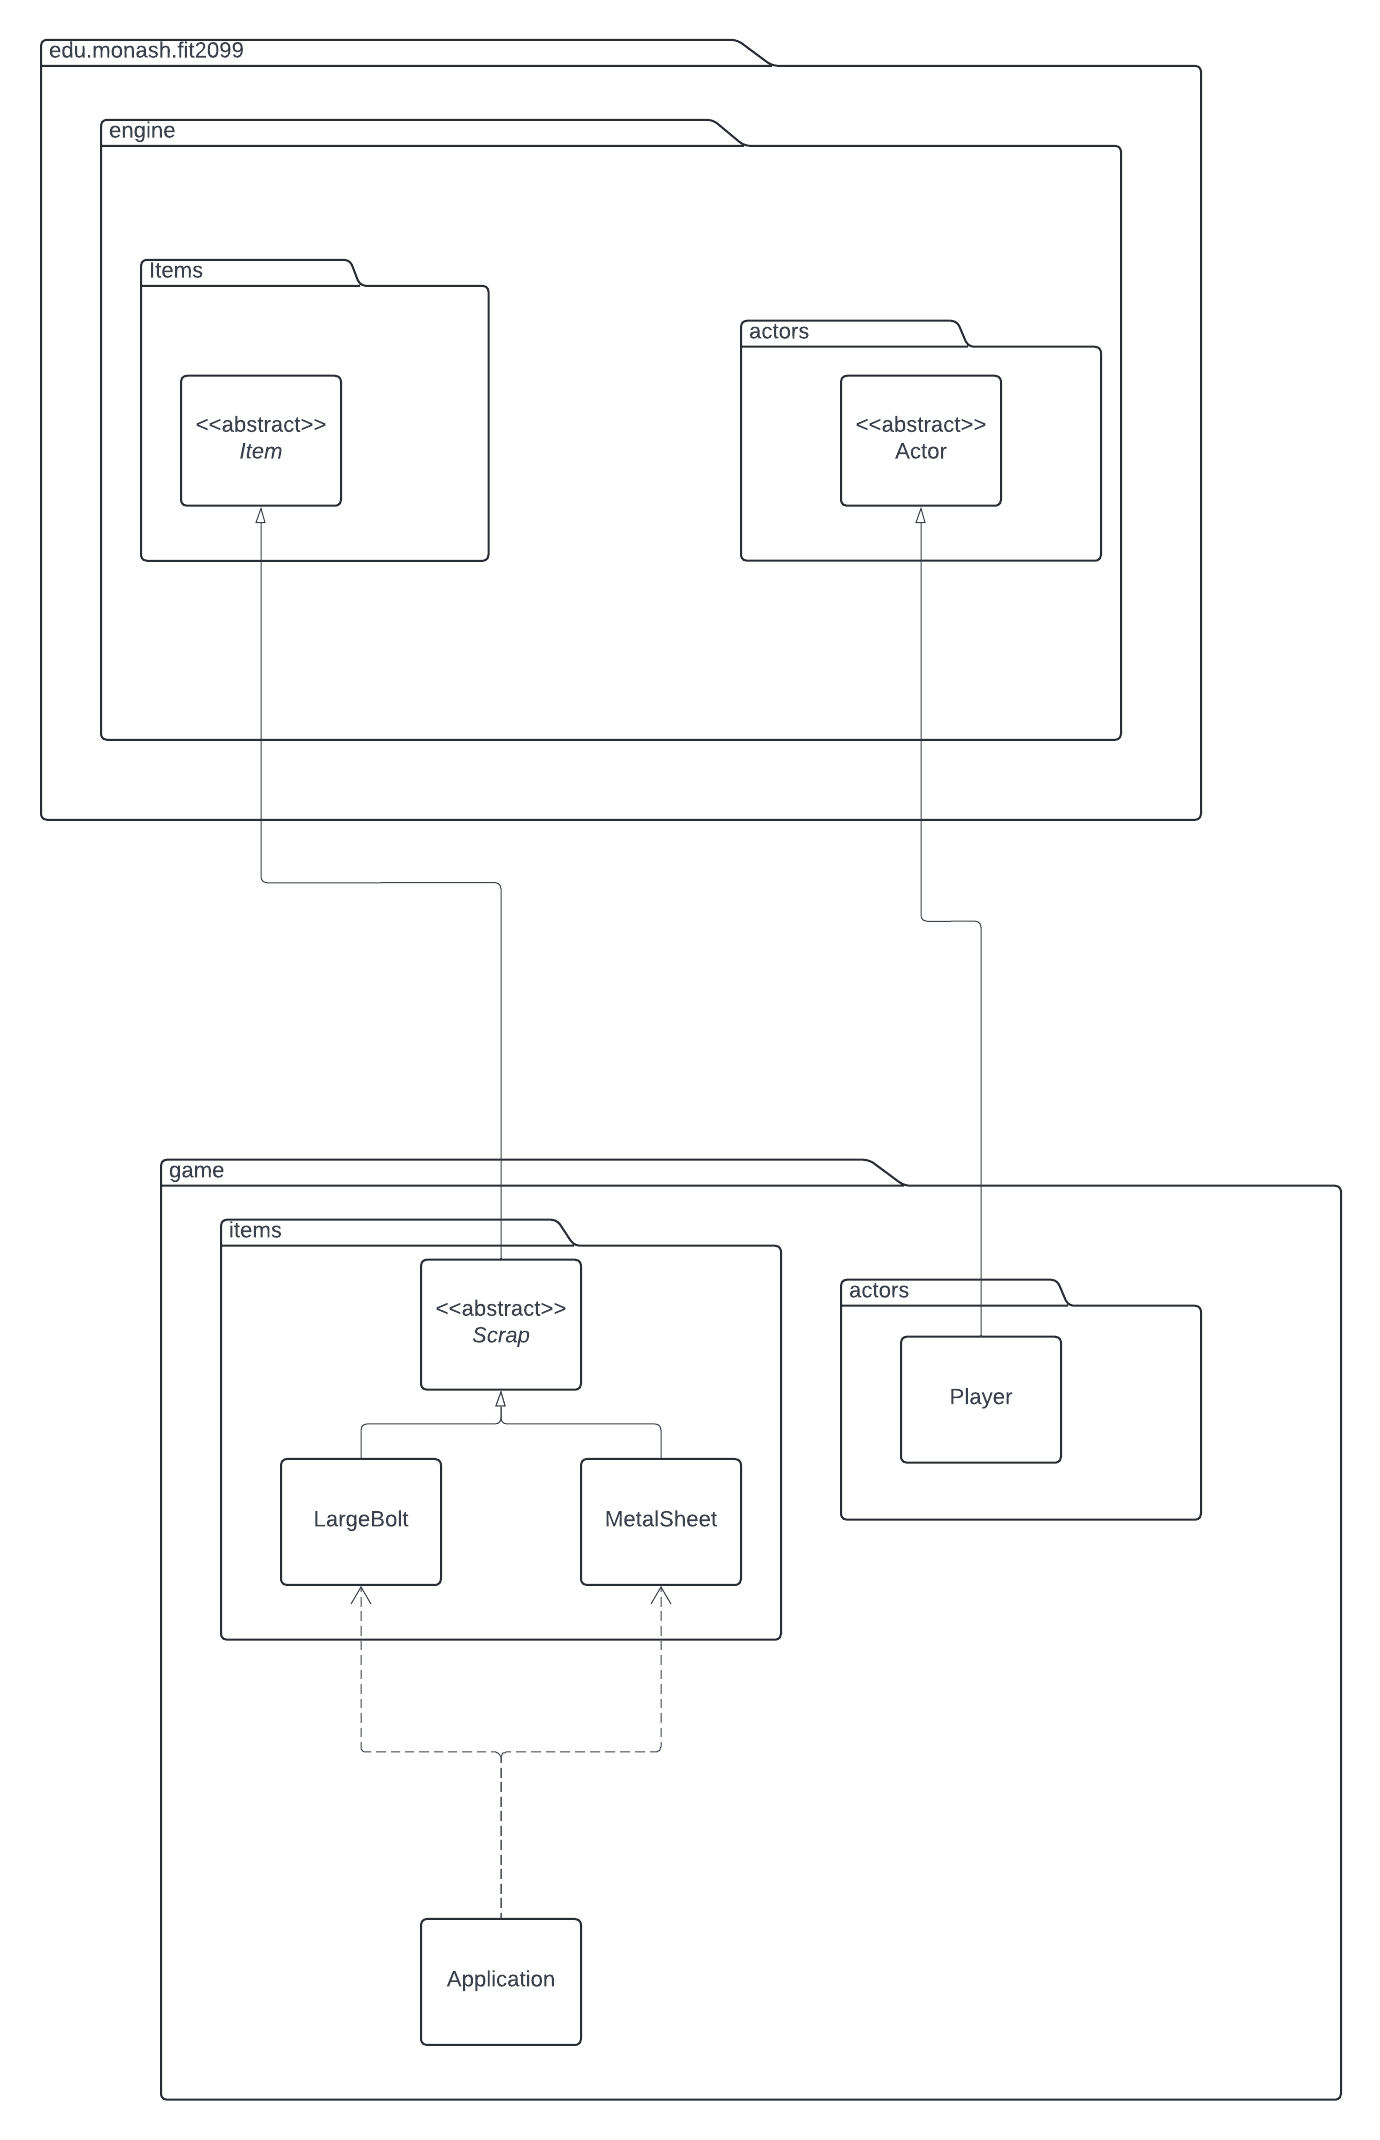 edu.monash.fit2099
engine
Items
actors
<<abstract>>
Item
<<abstract>>
Actor
game
items
<<abstract>>
Scrap
actors
Player
LargeBolt
MetalSheet
Application